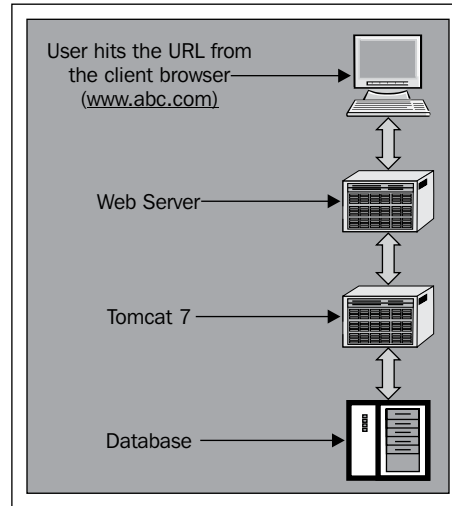 User hits the URL from
the client browser
(www.abc.com)
Web Server
Tomcat 7
Database